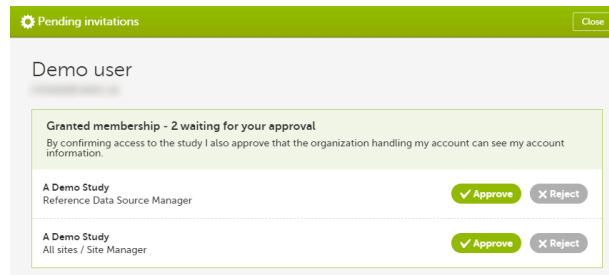 Pending invitations
Close
Demo user
Granted membership - 2 waiting for your approval
By confirming access to the study I also approve that the organization handling my account can see my account
information.
A Demo Study
Reference Data Source Manager
Approve
Reject
A Demo Study
All sites / Site Manager
Approve
Reject